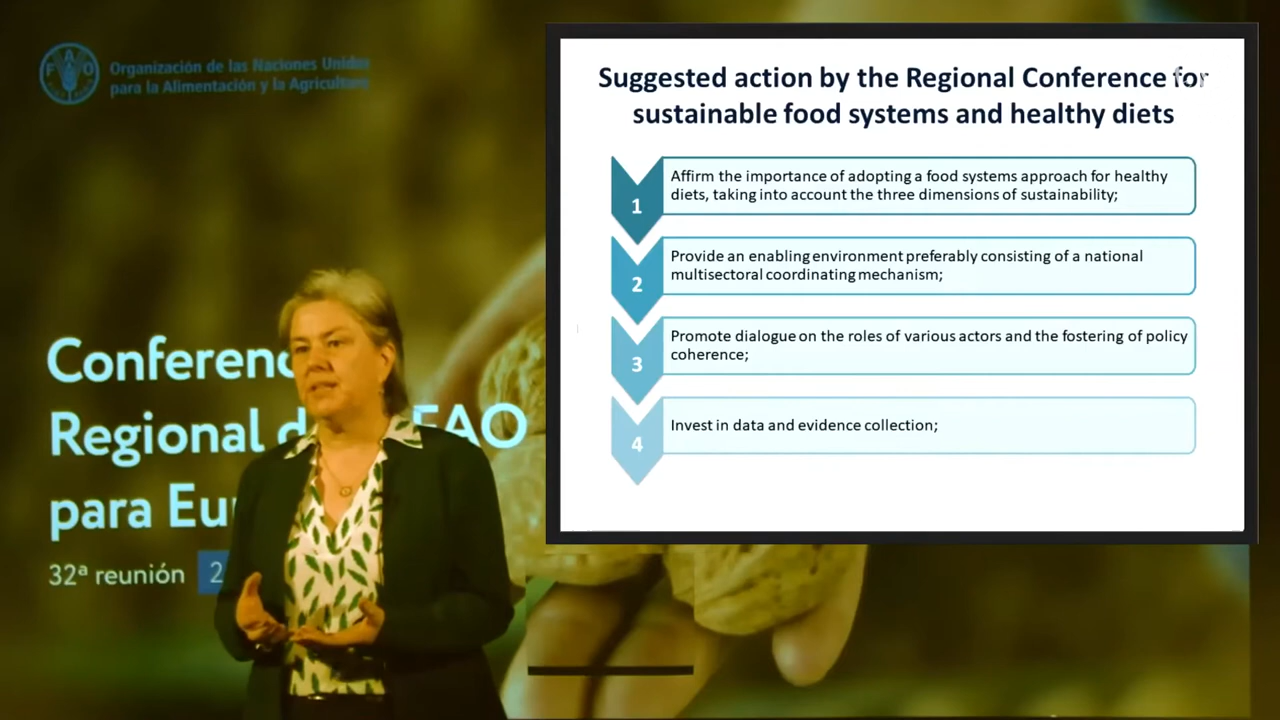 FAO
Organización de las Naciones Unidas
para la Alimentación y la Agricultura
Regional FAO
para
32ª reunión 2
Suggested action by the Regional Conference for
sustainable food systems and healthy diets
1
Affirm the importance of adopting a food systems approach for healthy
diets, taking into account the three dimensions of sustainability;
2
Provide an enabling environment preferably consisting of a national
multisectoral coordinating mechanism;
3
Promote dialogue on the roles of various actors and the fostering of policy
coherence;
4
Invest in data and evidence collection;